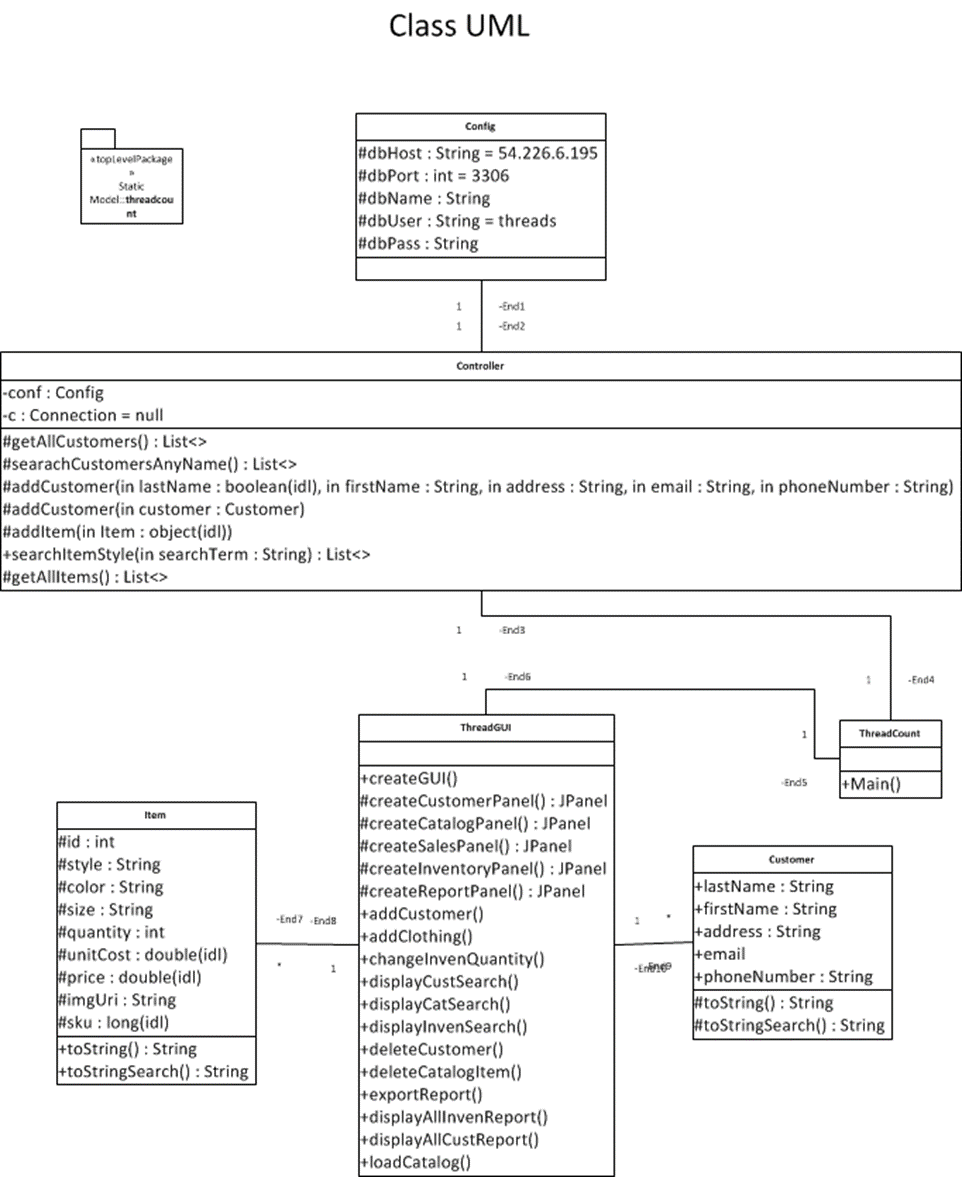 Class UML
«topLevelPackage
»
Static
Model::threadcou
nt
Config
#dbHost : String = 54.226.6.195
#dbPort : int = 3306
#dbName : String
#dbUser : String = threads
#dbPass : String
1 -End1
1 -End2
Controller
-conf : Config
-c : Connection = null
#getAllCustomers() : List<>
#searachCustomersAnyName() : List<>
#addCustomer(in lastName : boolean(idl), in firstName : String, in address : String, in email : String, in phoneNumber : String)
#addCustomer(in customer : Customer)
#addItem(in Item : object(idl))
+searchItemStyle(in searchTerm : String) : List<>
#getAllItems() : List<>
1 -End3
1 -End6
1 -End4
ThreadCount
+Main()
1
-End5
ThreadGUI
+createGUI()
#createCustomerPanel() : JPanel
#createCatalogPanel() : JPanel
#createSalesPanel() : JPanel
#createInventoryPanel() : JPanel
#createReportPanel() : JPanel
+addCustomer()
+addClothing()
+changeInvenQuantity()
+displayCustSearch()
+displayCatSearch()
+displayInvenSearch()
+deleteCustomer()
+deleteCatalogItem()
+exportReport()
+displayAllInvenReport()
+displayAllCustReport()
+loadCatalog()
Item
#id : int
#style : String
#color : String
#size : String
#quantity : int
#unitCost : double(idl)
#price : double(idl)
#imgUri : String
#sku : long(idl)
+toString() : String
+toStringSearch() : String
-End7 -End8
* 1
1 *
-End10 -End9
Customer
+lastName : String
+firstName : String
+address : String
+email
+phoneNumber : String
#toString() : String
#toStringSearch() : String